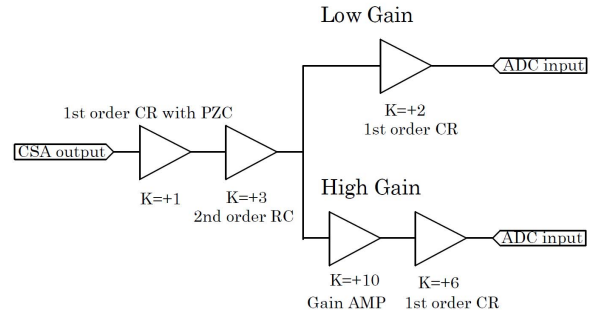 Low Gain
ADC input
K=+2
1st order CR
1st order CR with PZC
CSA output
K=+1
K=+3
2nd order RC
High Gain
ADC input
K=+10
Gain AMP
K=+6
1st order CR